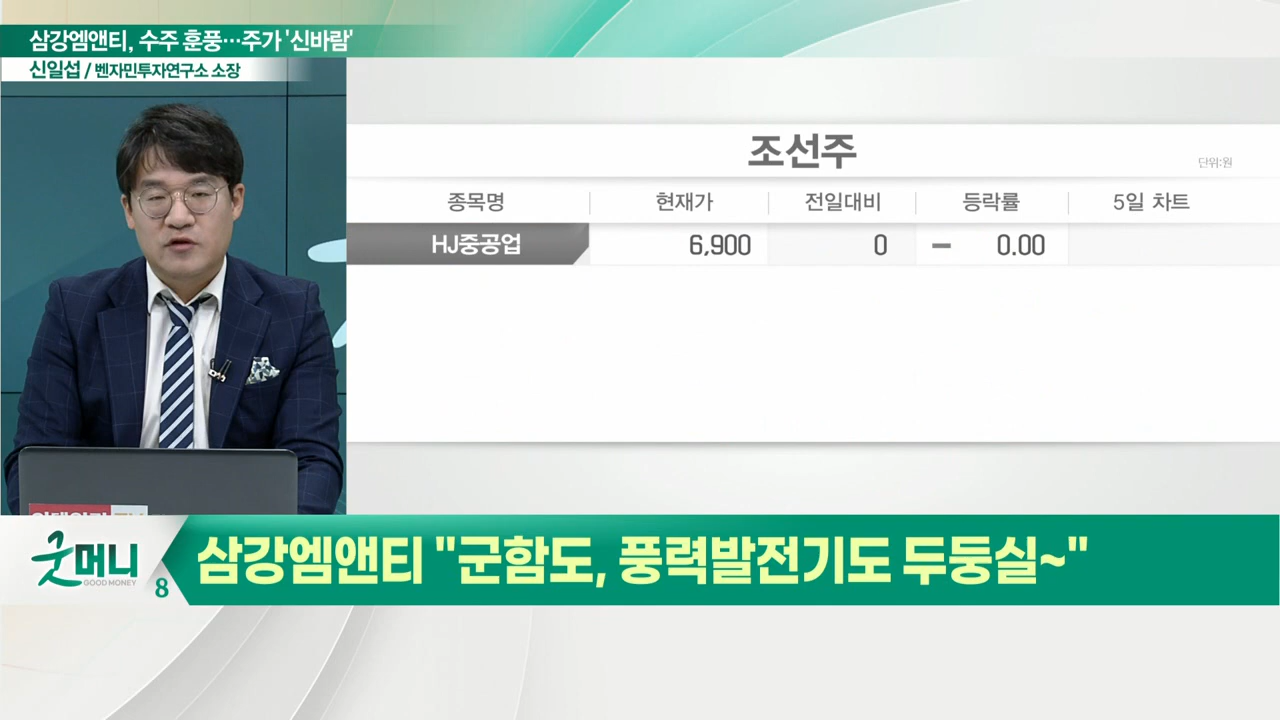 삼강엠앤티, 수주 훈풍…주가 '신바람'
신일섭 / 벤자민투자연구소 소장
조선주
단위:원
종목명 현재가 전일대비 등락률 5일 차트
HJ중공업 6,900 0 - 0.00
굿머니
GOOD MONEY
8
삼강엠앤티 "군함도, 풍력발전기도 두둥실~"